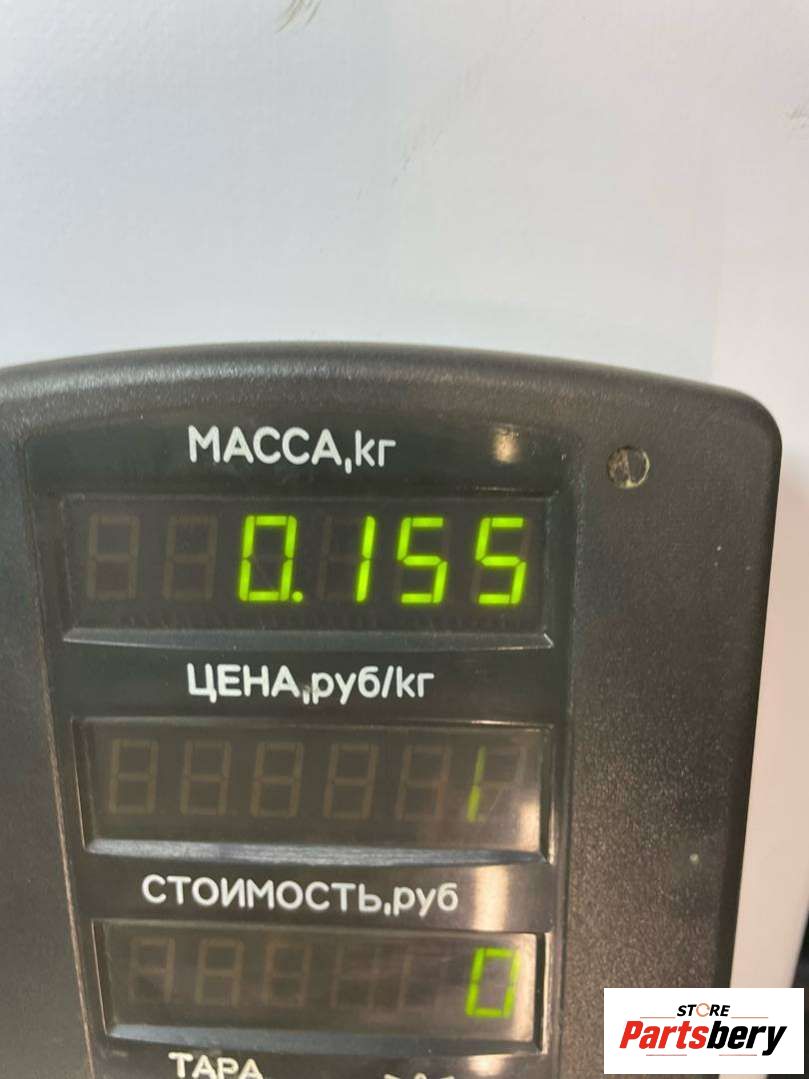 МАССА,кг
0.155
ЦЕНА,руб/кг
1
СТОИМОСТЬ,руб
0
ТАРА
STORE
Partsbery